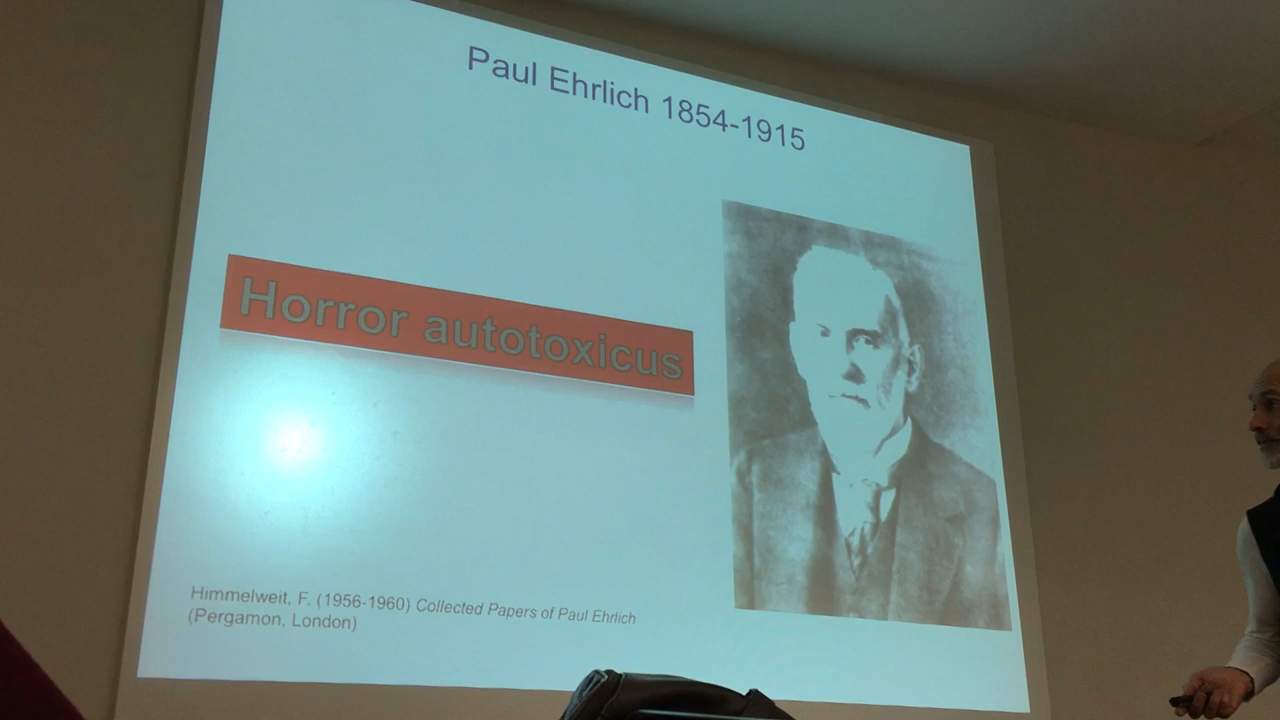 Paul Ehrlich 1854-1915
Horror autotoxicus
Himmelweit, F. (1956-1960) Collected Papers of Paul Ehrlich
(Pergamon, London)